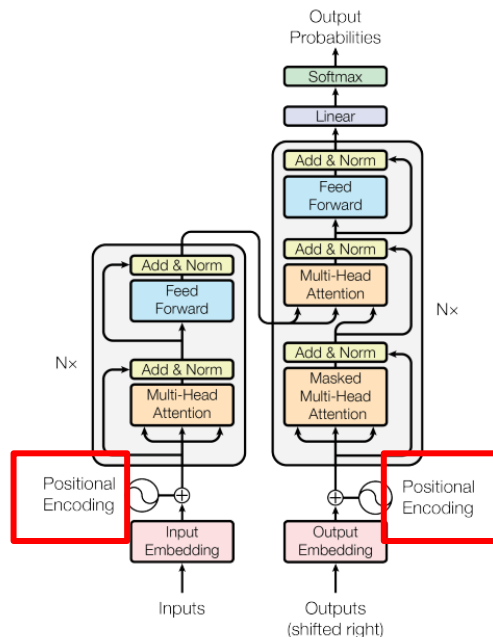 Output
Probabilities
Softmax
Linear
Add & Norm
Feed
Forward
Add & Norm
Multi-Head
Attention
Add & Norm
Masked
Multi-Head
Attention
Nx
Add & Norm
Feed
Forward
Add & Norm
Multi-Head
Attention
Nx
Positional
Encoding
Positional
Encoding
Input
Embedding
Output
Embedding
Inputs
Outputs
(shifted right)